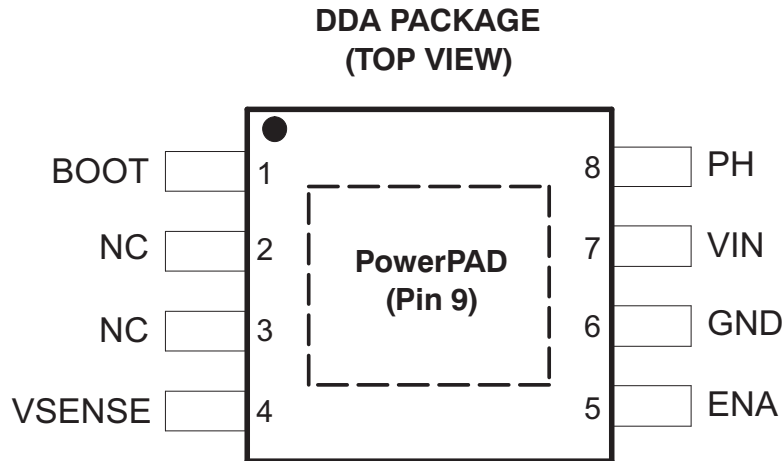 DDA PACKAGE
(TOP VIEW)
BOOT 1 8 PH
NC 2 7 VIN
PowerPAD
(Pin 9)
NC 3 6 GND
VSENSE 4 5 ENA